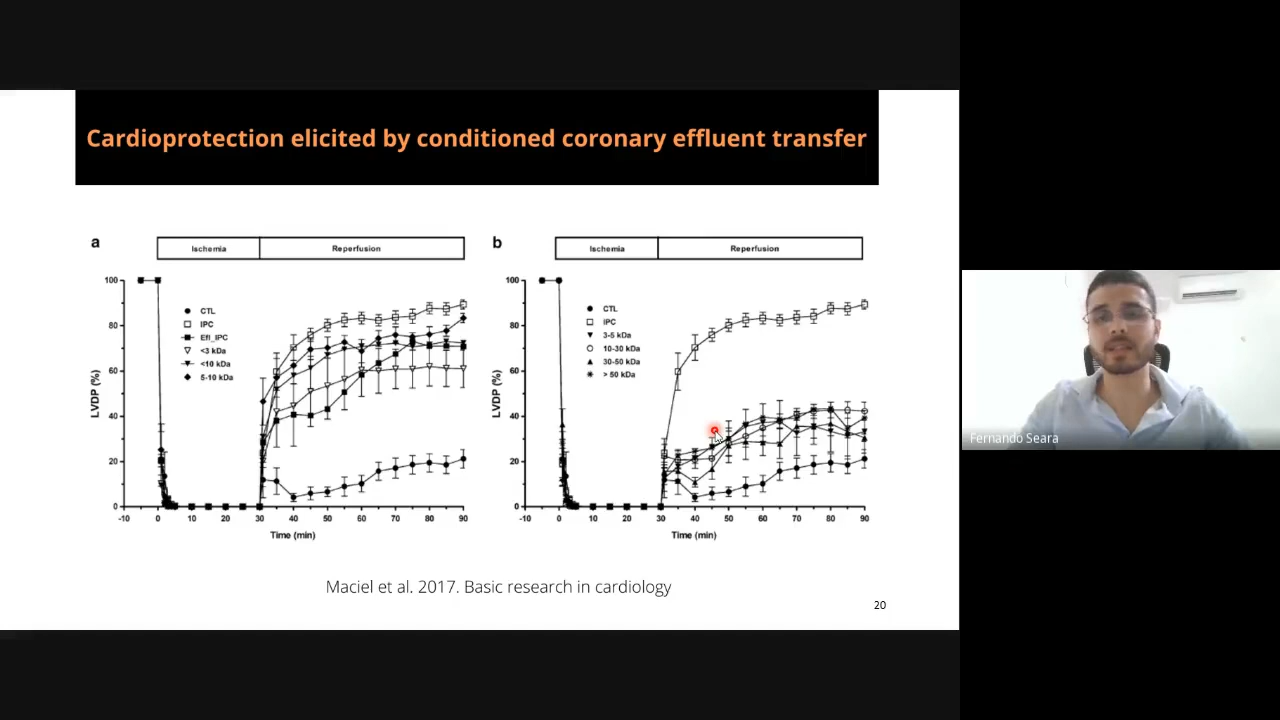 Cardioprotection elicited by conditioned coronary effluent transfer
a
Ischemia
Reperfusion
CTL
IPC
Efl_IPC
<3 kDa
<10 kDa
5-10 kDa
LVDP (%)
100
80
60
40
20
0
-10 0 10 20 30 40 50 60 70 80 90
Time (min)
b
Ischemia
Reperfusion
CTL
IPC
3-5 kDa
10-30 kDa
30-50 kDa
> 50 kDa
LVDP (%)
100
80
60
40
20
0
-10 0 10 20 30 40 50 60 70 80 90
Time (min)
Maciel et al. 2017. Basic research in cardiology
20
Fernando Seara